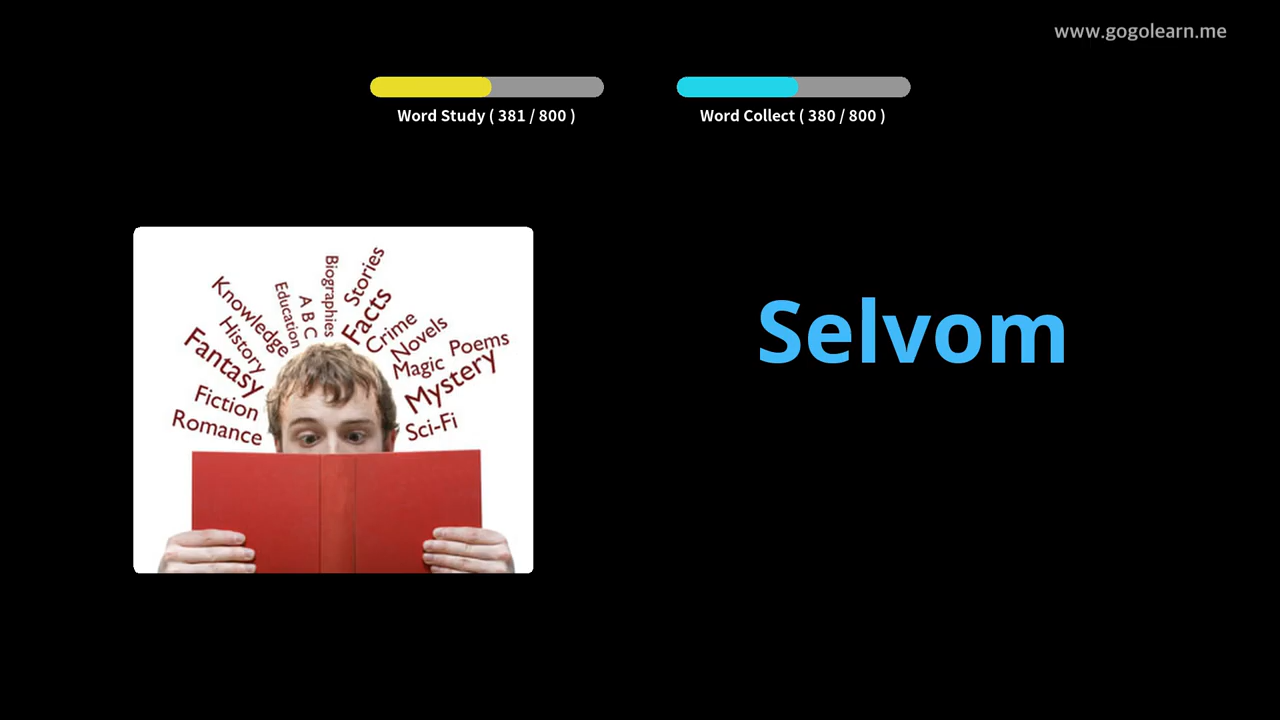 www.gogolearn.me
Word Study ( 381 / 800 )
Word Collect ( 380 / 800 )
Selvom
Biographies
Stories
Education
A B C
Facts
Knowledge
Crime
History
Novels
Poems
Fantasy
Magic
Mystery
Fiction
Romance
Sci-Fi